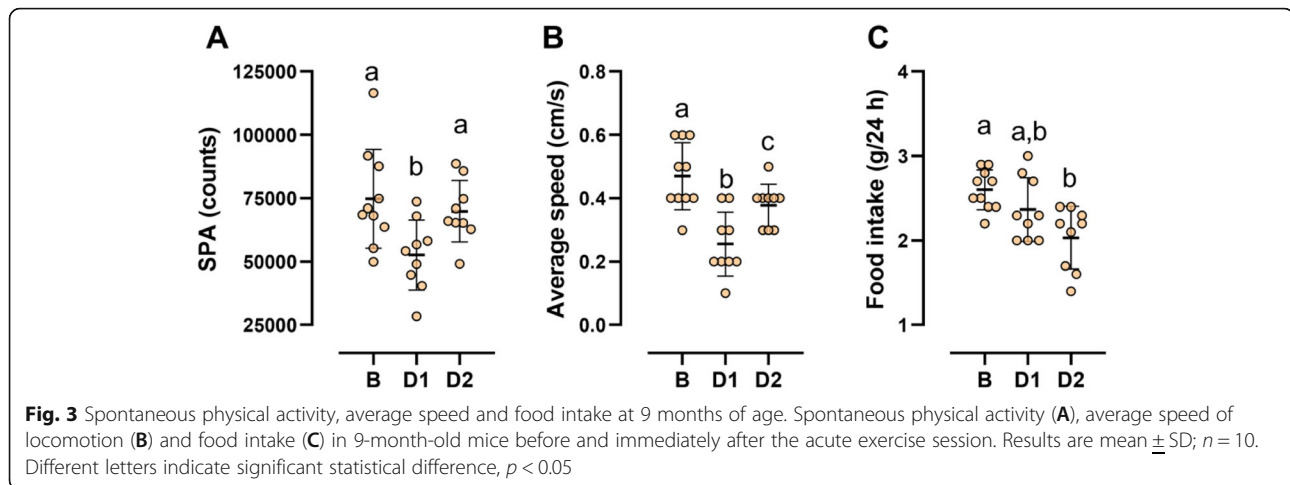 A
B
C
SPA (counts)
125000
100000
75000
50000
25000
a
b
a
B
D1
D2
Average speed (cm/s)
0.8
0.6
0.4
0.2
0.0
a
b
c
B
D1
D2
Food intake (g/24 h)
4
3
2
1
a
a,b
b
B
D1
D2
Fig. 3 Spontaneous physical activity, average speed and food intake at 9 months of age. Spontaneous physical activity (A), average speed of
locomotion (B) and food intake (C) in 9-month-old mice before and immediately after the acute exercise session. Results are mean ± SD; n = 10.
Different letters indicate significant statistical difference, p < 0.05